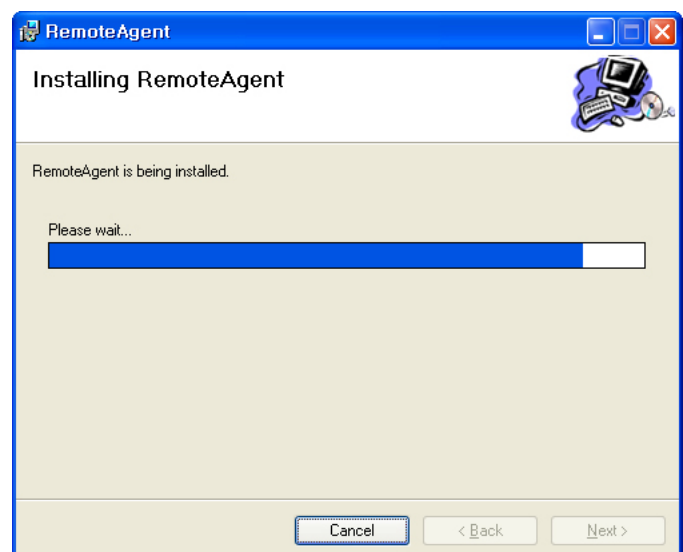 RemoteAgent
Installing RemoteAgent
RemoteAgent is being installed.
Please wait...
Cancel
< Back
Next >